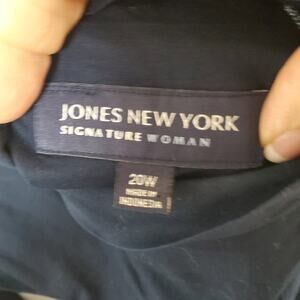 JONES NEW YORK
SIGNATURE WOMAN
20W
MADE IN
INDONESIA